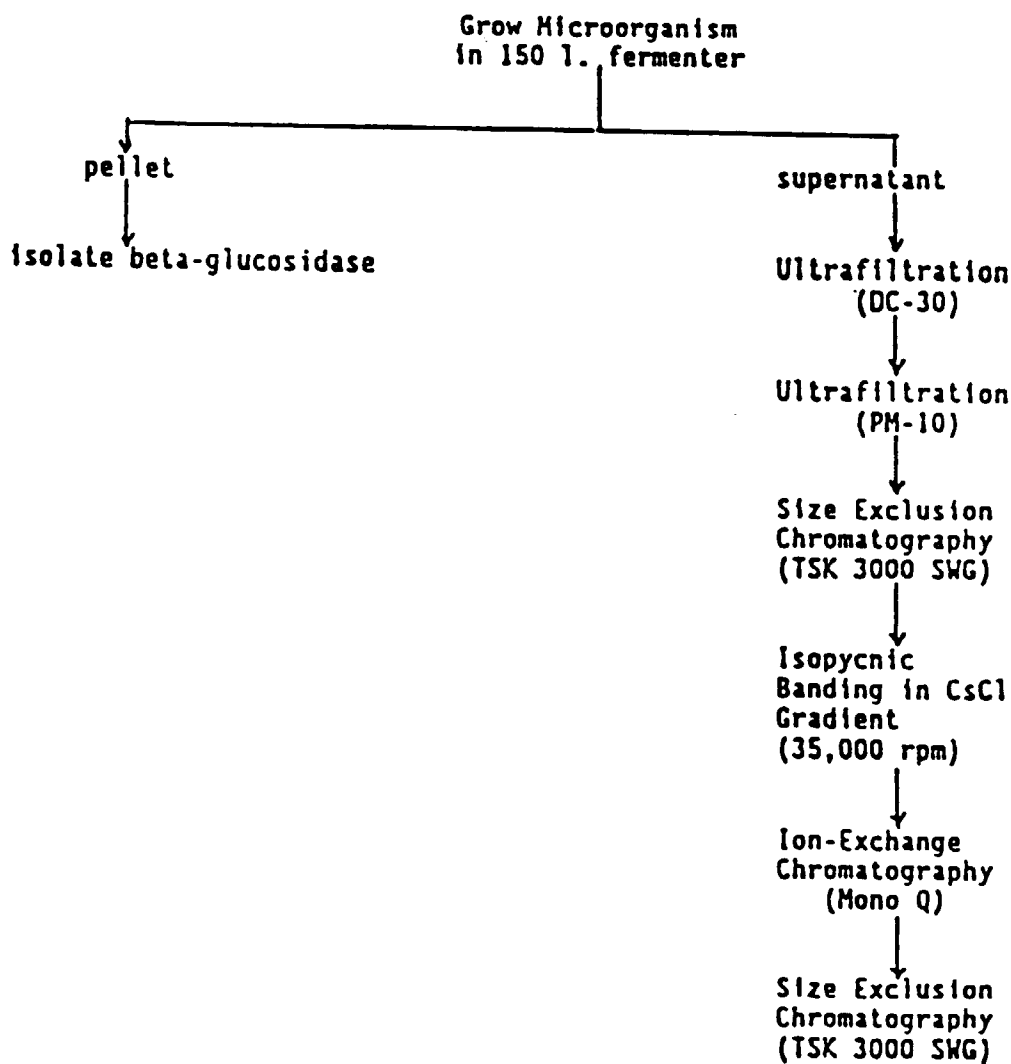 Grow Microorganism
in 150 l. fermenter
pellet
supernatant
isolate beta-glucosidase
Ultrafiltration
(DC-30)
Ultrafiltration
(PM-10)
Size Exclusion
Chromatography
(TSK 3000 SWG)
Isopycnic
Banding in CsCl
Gradient
(35,000 rpm)
Ion-Exchange
Chromatography
(Mono Q)
Size Exclusion
Chromatography
(TSK 3000 SWG)